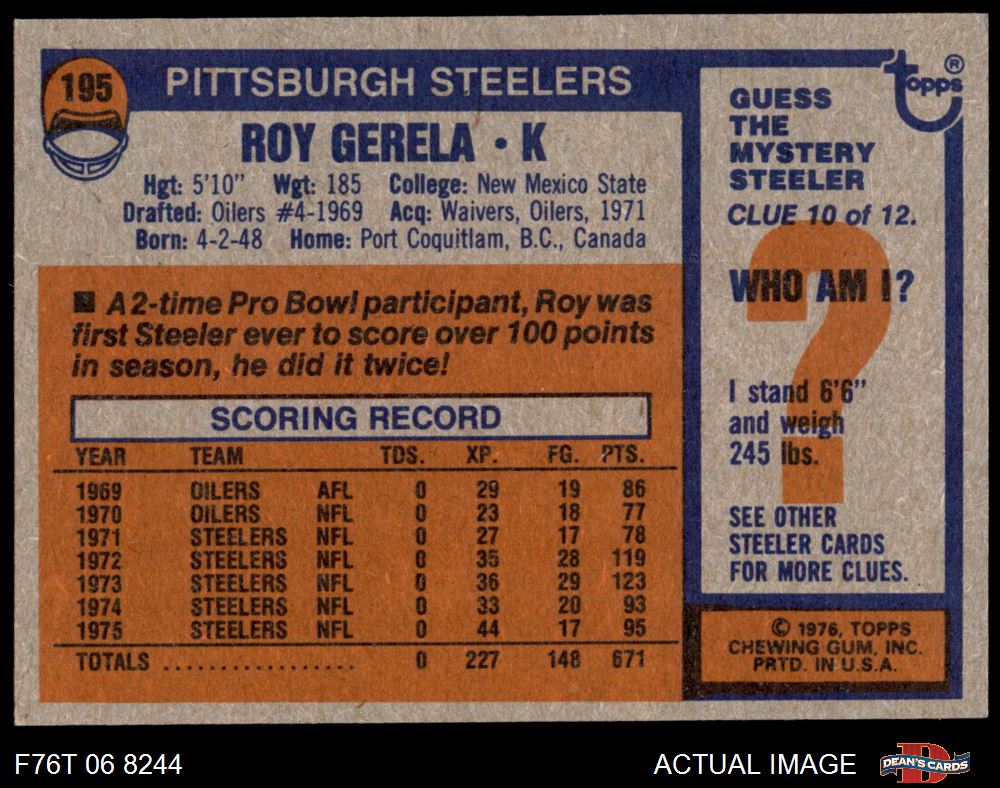 195
PITTSBURGH STEELERS
ROY GERELA • K
Hgt: 5'10" Wgt: 185 College: New Mexico State
Drafted: Oilers #4-1969 Acq: Waivers, Oilers, 1971
Born: 4-2-48 Home: Port Coquitlam, B.C., Canada
A 2-time Pro Bowl participant, Roy was
first Steeler ever to score over 100 points
in season, he did it twice!
SCORING RECORD
YEAR TEAM TDS. XP. FG. PTS.
1969 OILERS AFL 0 29 19 86
1970 OILERS NFL 0 23 18 77
1971 STEELERS NFL 0 27 17 78
1972 STEELERS NFL 0 35 28 119
1973 STEELERS NFL 0 36 29 123
1974 STEELERS NFL 0 33 20 93
1975 STEELERS NFL 0 44 17 95
TOTALS .................. 0 227 148 671
topps ®
GUESS
THE
MYSTERY
STEELER
CLUE 10 of 12.
WHO AM I?
?
I stand 6'6"
and weigh
245 lbs.
SEE OTHER
STEELER CARDS
FOR MORE CLUES.
© 1976, TOPPS
CHEWING GUM, INC.
PRTD. IN U.S.A.
F76T 06 8244
ACTUAL IMAGE
D
DEAN'S CARDS